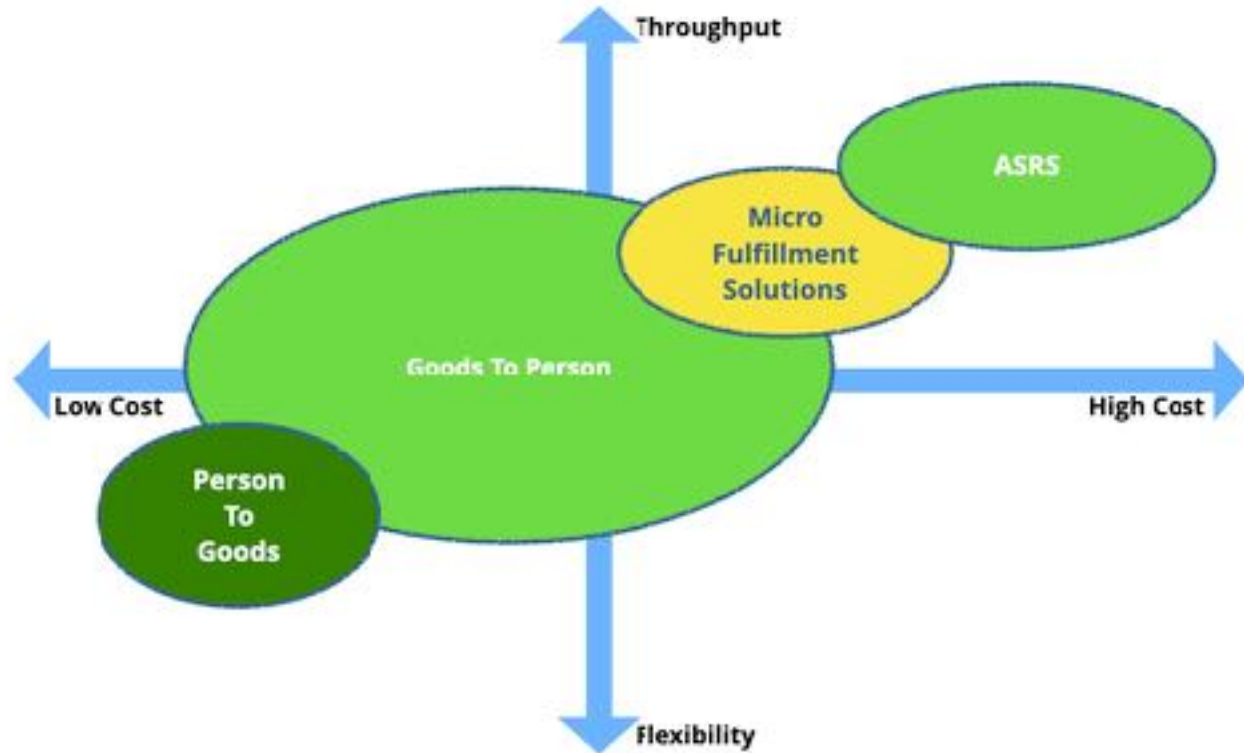 Throughput
ASRS
Micro
Fulfillment
Solutions
Goods To Person
Low Cost
High Cost
Person
To
Goods
Flexibility